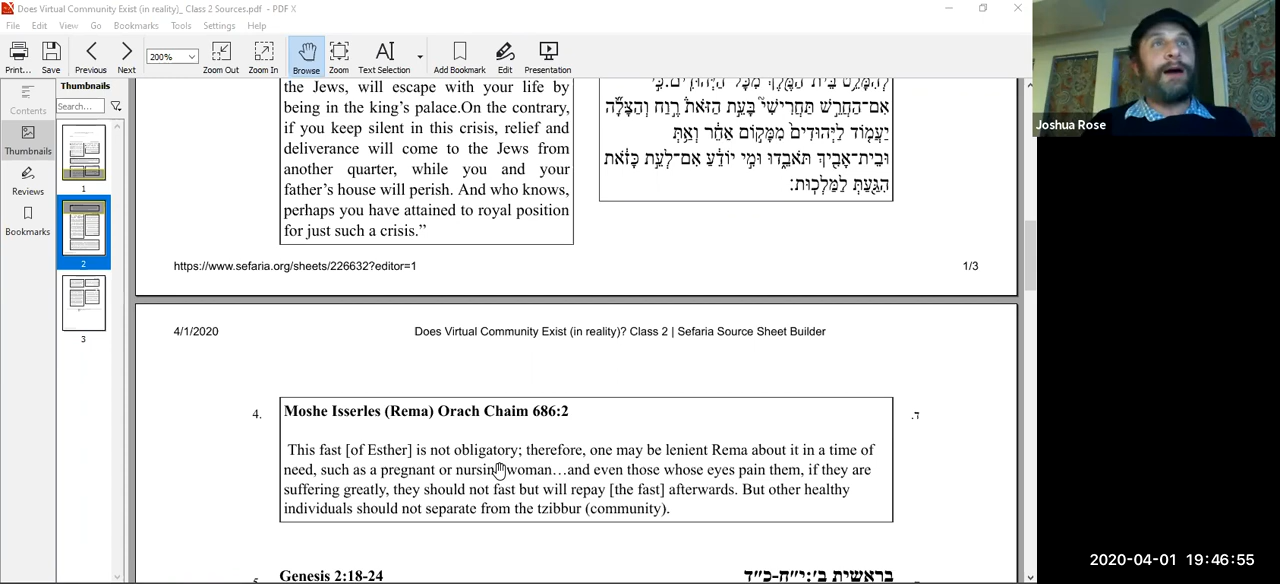 Does Virtual Community Exist (in reality)_ Class 2 Sources.pdf - PDF X
File Edit View Go Bookmarks Tools Settings Help
200%
Print... Save Previous Next Zoom Out Zoom In Browse Zoom Text Selection Add Bookmark Edit Presentation
Contents
Thumbnails
Reviews
Bookmarks
Thumbnails
Search...
1
2
3
the Jews, will escape with your life by
being in the king's palace.On the contrary,
if you keep silent in this crisis, relief and
deliverance will come to the Jews from
another quarter, while you and your
father's house will perish. And who knows,
perhaps you have attained to royal position
for just such a crisis.”
לְהִמָּלֵ֥ט בֵּית־הַמֶּ֖לֶךְ מִכׇּל־הַיְּהוּדִֽים׃כִּ֣י
אִם־הַחֲרֵ֣שׁ תַּחֲרִישִׁי֮ בָּעֵ֣ת הַזֹּאת֒ רֶ֣וַח וְהַצָּלָ֞ה
יַעֲמ֤וֹד לַיְּהוּדִים֙ מִמָּק֣וֹם אַחֵ֔ר וְאַ֥תְּ
וּבֵית־אָבִ֖יךְ תֹּאבֵ֑דוּ וּמִ֣י יוֹדֵ֔עַ אִם־לְעֵ֣ת כָּזֹ֔את
הִגַּ֖עַתְּ לַמַּלְכֽוּת׃
https://www.sefaria.org/sheets/226632?editor=1
1/3
4/1/2020
Does Virtual Community Exist (in reality)? Class 2 | Sefaria Source Sheet Builder
4.
ד.
Moshe Isserles (Rema) Orach Chaim 686:2
This fast [of Esther] is not obligatory; therefore, one may be lenient Rema about it in a time of
need, such as a pregnant or nursing woman…and even those whose eyes pain them, if they are
suffering greatly, they should not fast but will repay [the fast] afterwards. But other healthy
individuals should not separate from the tzibbur (community).
Genesis 2:18-24
בראשית ב׳:י״ח-כ״ד
Joshua Rose
2020-04-01 19:46:55